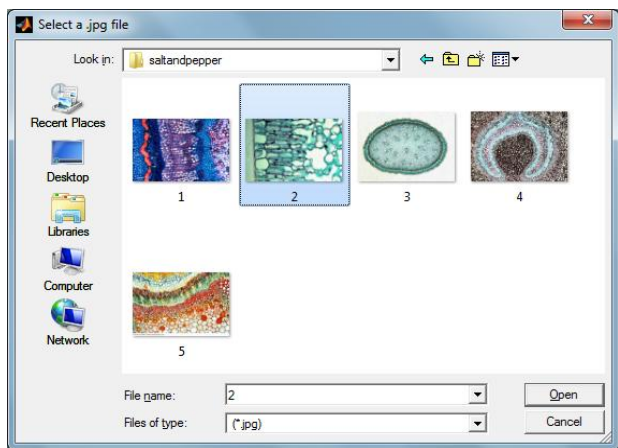 Select a .jpg file
Look in: saltandpepper
Recent Places
Desktop
Libraries
Computer
Network
1
2
3
4
5
File name: 2
Open
Files of type: (*.jpg)
Cancel